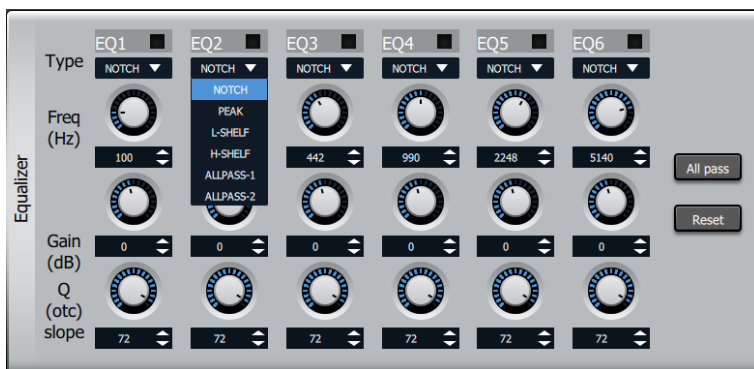 EQ1 EQ2 EQ3 EQ4 EQ5 EQ6
Type NOTCH NOTCH NOTCH NOTCH NOTCH NOTCH
NOTCH
PEAK
L-SHELF
H-SHELF
ALLPASS-1
ALLPASS-2
Freq
(Hz)
100 442 990 2248 5140
Equalizer
All pass
Reset
Gain
(dB)
0 0 0 0 0 0
Q
(otc)
slope
72 72 72 72 72 72